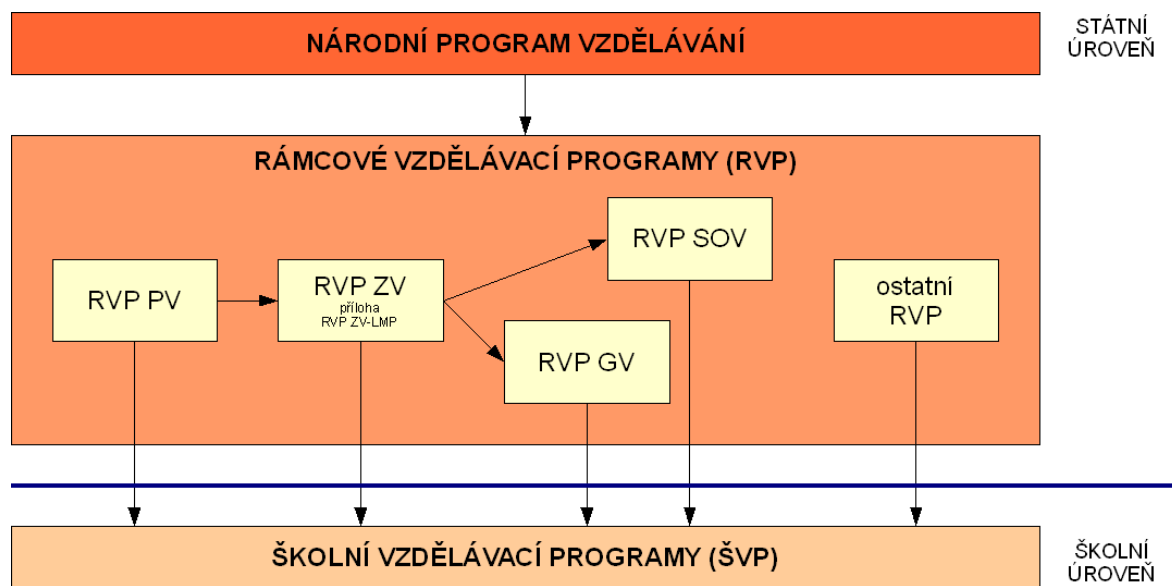 NÁRODNÍ PROGRAM VZDĚLÁVÁNÍ
STÁTNÍ
ÚROVEŇ
RÁMCOVÉ VZDĚLÁVACÍ PROGRAMY (RVP)
RVP PV
RVP ZV
příloha
RVP ZV-LMP
RVP SOV
RVP GV
ostatní
RVP
ŠKOLNÍ VZDĚLÁVACÍ PROGRAMY (ŠVP)
ŠKOLNÍ
ÚROVEŇ